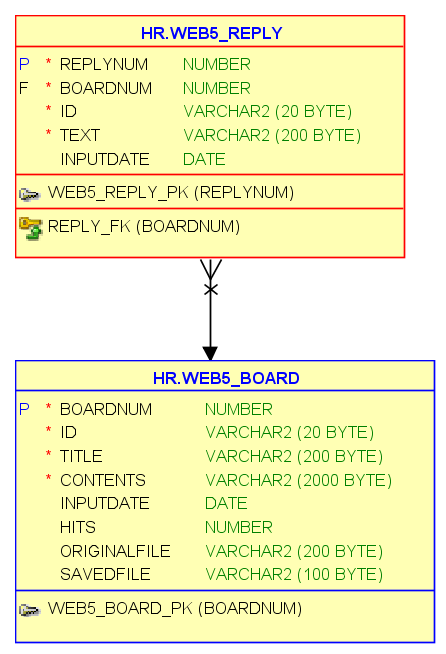 HR.WEB5_REPLY
P * REPLYNUM NUMBER
F * BOARDNUM NUMBER
* ID VARCHAR2 (20 BYTE)
* TEXT VARCHAR2 (200 BYTE)
INPUTDATE DATE
WEB5_REPLY_PK (REPLYNUM)
REPLY_FK (BOARDNUM)
HR.WEB5_BOARD
P * BOARDNUM NUMBER
* ID VARCHAR2 (20 BYTE)
* TITLE VARCHAR2 (200 BYTE)
* CONTENTS VARCHAR2 (2000 BYTE)
INPUTDATE DATE
HITS NUMBER
ORIGINALFILE VARCHAR2 (200 BYTE)
SAVEDFILE VARCHAR2 (100 BYTE)
WEB5_BOARD_PK (BOARDNUM)